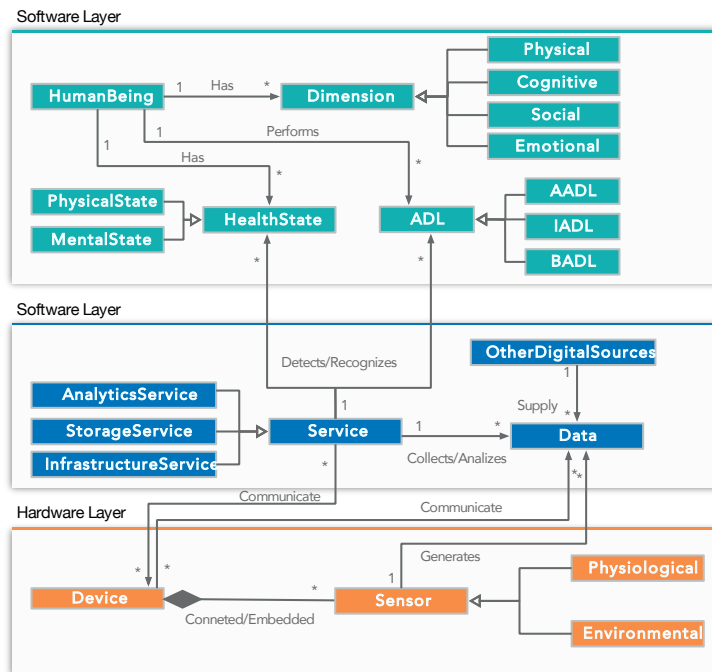 Software Layer
Physical
HumanBeing
1
Has
*
Dimension
Cognitive
Social
Emotional
1
1
Performs
Has
*
*
PhysicalState
MentalState
HealthState
ADL
AADL
IADL
BADL
*
*
Software Layer
OtherDigitalSources
Detects/Recognizes
1
Supply
*
AnalyticsService
StorageService
InfrastructureService
1
Service
1
*
Data
Collects/Analizes
*
*
*
Communicate
Communicate
Hardware Layer
Generates
Physiological
*
*
Device
*
1
Sensor
Conneted/Embedded
Environmental